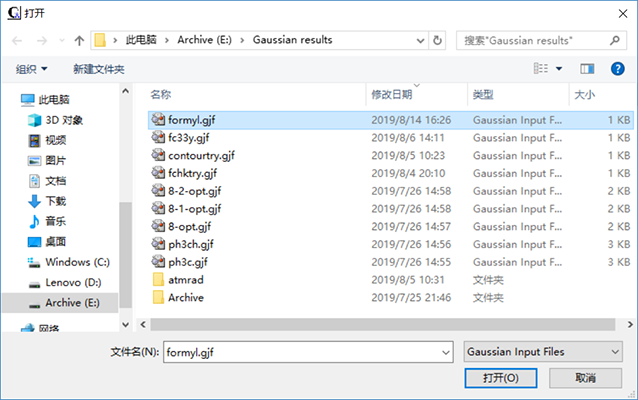 打开
此电脑 > Archive (E:) > Gaussian results
搜索"Gaussian results"
组织 新建文件夹
名称 修改日期 类型 大小
此电脑
3D 对象
视频
图片
文档
下载
音乐
桌面
Windows (C:)
Lenovo (D:)
Archive (E:)
网络
formyl.gjf 2019/8/14 16:26 Gaussian Input F... 1 KB
fc33y.gjf 2019/8/6 14:11 Gaussian Input F... 1 KB
contourtry.gjf 2019/8/5 10:23 Gaussian Input F... 1 KB
fchktry.gjf 2019/8/4 20:10 Gaussian Input F... 1 KB
8-2-opt.gjf 2019/7/26 14:58 Gaussian Input F... 2 KB
8-1-opt.gjf 2019/7/26 14:58 Gaussian Input F... 2 KB
8-opt.gjf 2019/7/26 14:57 Gaussian Input F... 2 KB
ph3ch.gjf 2019/7/26 14:56 Gaussian Input F... 3 KB
ph3c.gjf 2019/7/26 14:55 Gaussian Input F... 3 KB
atmrad 2019/8/5 10:31 文件夹
Archive 2019/7/25 21:46 文件夹
文件名(N): formyl.gjf Gaussian Input Files
打开(O) 取消